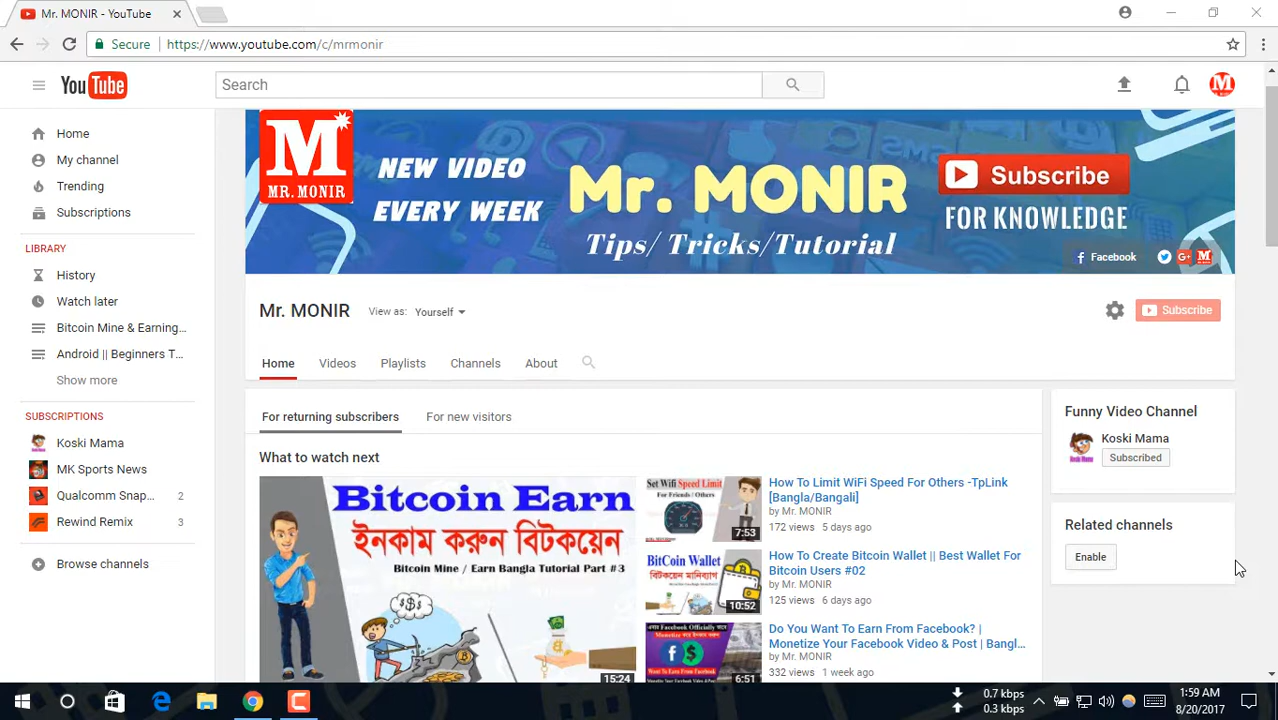 Mr. MONIR - YouTube
Secure https://www.youtube.com/c/mrmonir
YouTube
Search
M
Home
My channel
Trending
Subscriptions
LIBRARY
History
Watch later
Bitcoin Mine & Earning...
Android || Beginners T...
Show more
SUBSCRIPTIONS
Koski Mama
MK Sports News
Qualcomm Snap... 2
Rewind Remix 3
Browse channels
M
MR. MONIR
NEW VIDEO
EVERY WEEK
Mr. MONIR
Tips/ Tricks/Tutorial
Subscribe
FOR KNOWLEDGE
Facebook
Mr. MONIR View as: Yourself
Subscribe
Home Videos Playlists Channels About
For returning subscribers For new visitors
What to watch next
Bitcoin Earn
ইনকাম করুন বিটকয়েন
Bitcoin Mine / Earn Bangla Tutorial Part #3
15:24
Set Wifi Speed Limit
For Friends / Others
7:53
How To Limit WiFi Speed For Others -TpLink
[Bangla/Bangali]
by Mr. MONIR
172 views 5 days ago
BitCoin Wallet
বিটকয়েন মানিব্যাগ
10:52
How To Create Bitcoin Wallet || Best Wallet For
Bitcoin Users #02
by Mr. MONIR
125 views 6 days ago
6:51
Do You Want To Earn From Facebook? |
Monetize Your Facebook Video & Post | Bangl...
by Mr. MONIR
332 views 1 week ago
Funny Video Channel
Koski Mama
Subscribed
Related channels
Enable
0.7 kbps
0.3 kbps
1:59 AM
8/20/2017